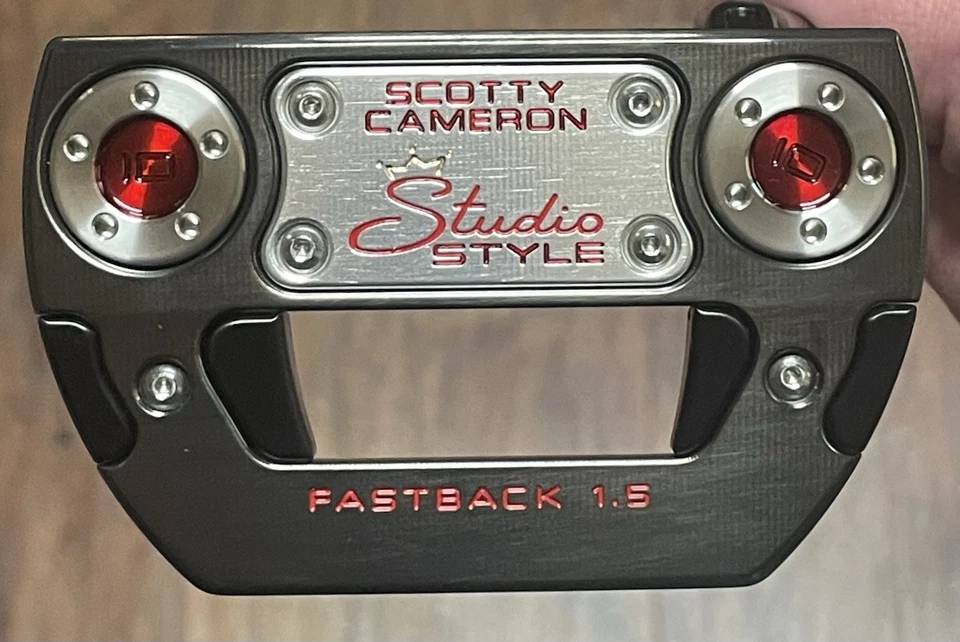 SCOTTY
CAMERON
Studio
STYLE
10
10
FASTBACK 1.5